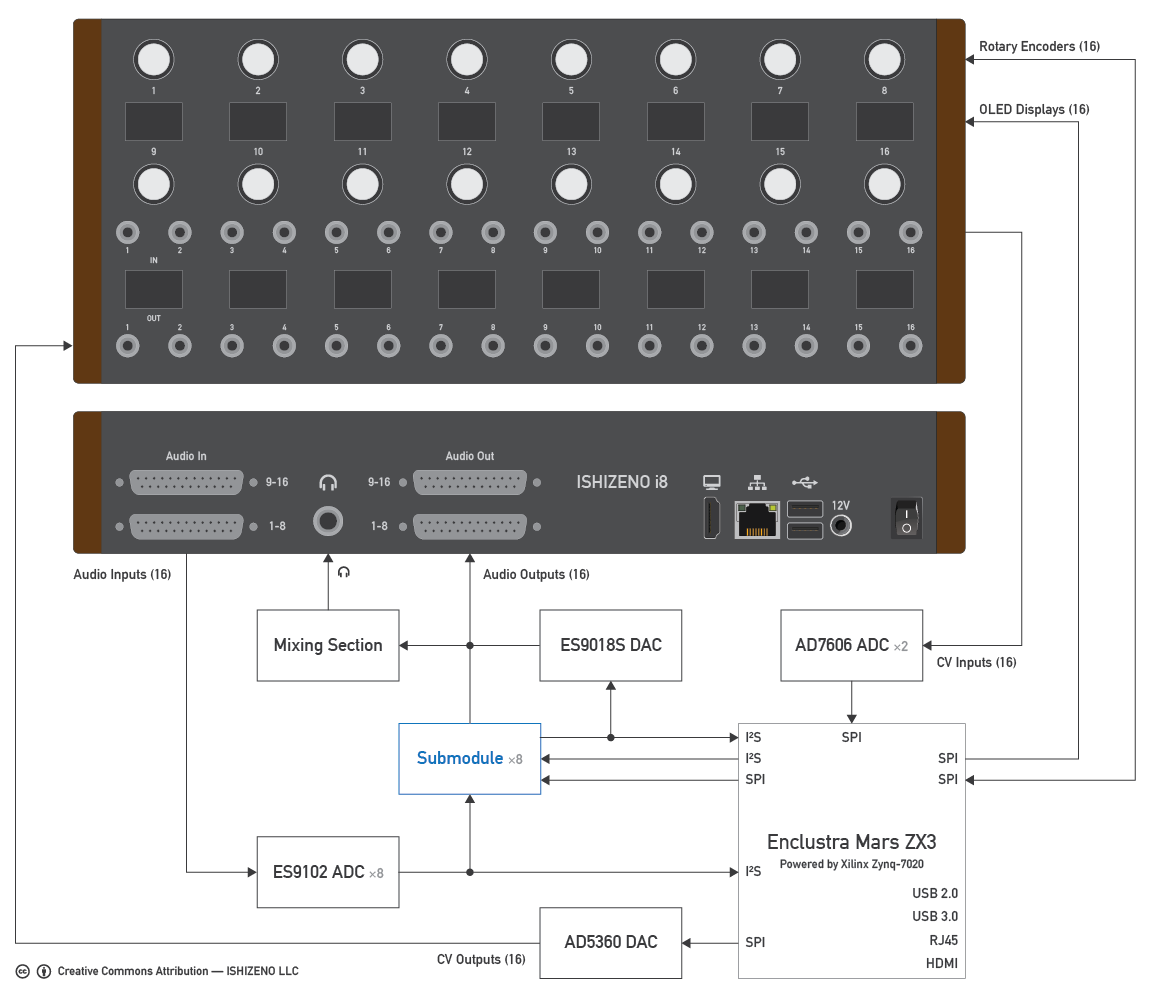 Rotary Encoders (16)
1 2 3 4 5 6 7 8
OLED Displays (16)
9 10 11 12 13 14 15 16
1 2 3 4 5 6 7 8 9 10 11 12 13 14 15 16
IN
OUT
1 2 3 4 5 6 7 8 9 10 11 12 13 14 15 16
Audio In
Audio Out
9-16
9-16
ISHIZENO i8
12V
1-8
1-8
Audio Inputs (16)
Audio Outputs (16)
Mixing Section
ES9018S DAC
AD7606 ADC ×2
CV Inputs (16)
I²S
SPI
Submodule ×8
I²S
SPI
SPI
SPI
Enclustra Mars ZX3
Powered by Xilinx Zynq-7020
ES9102 ADC ×8
I²S
USB 2.0
USB 3.0
AD5360 DAC
SPI
RJ45
CV Outputs (16)
HDMI
cc Creative Commons Attribution — ISHIZENO LLC